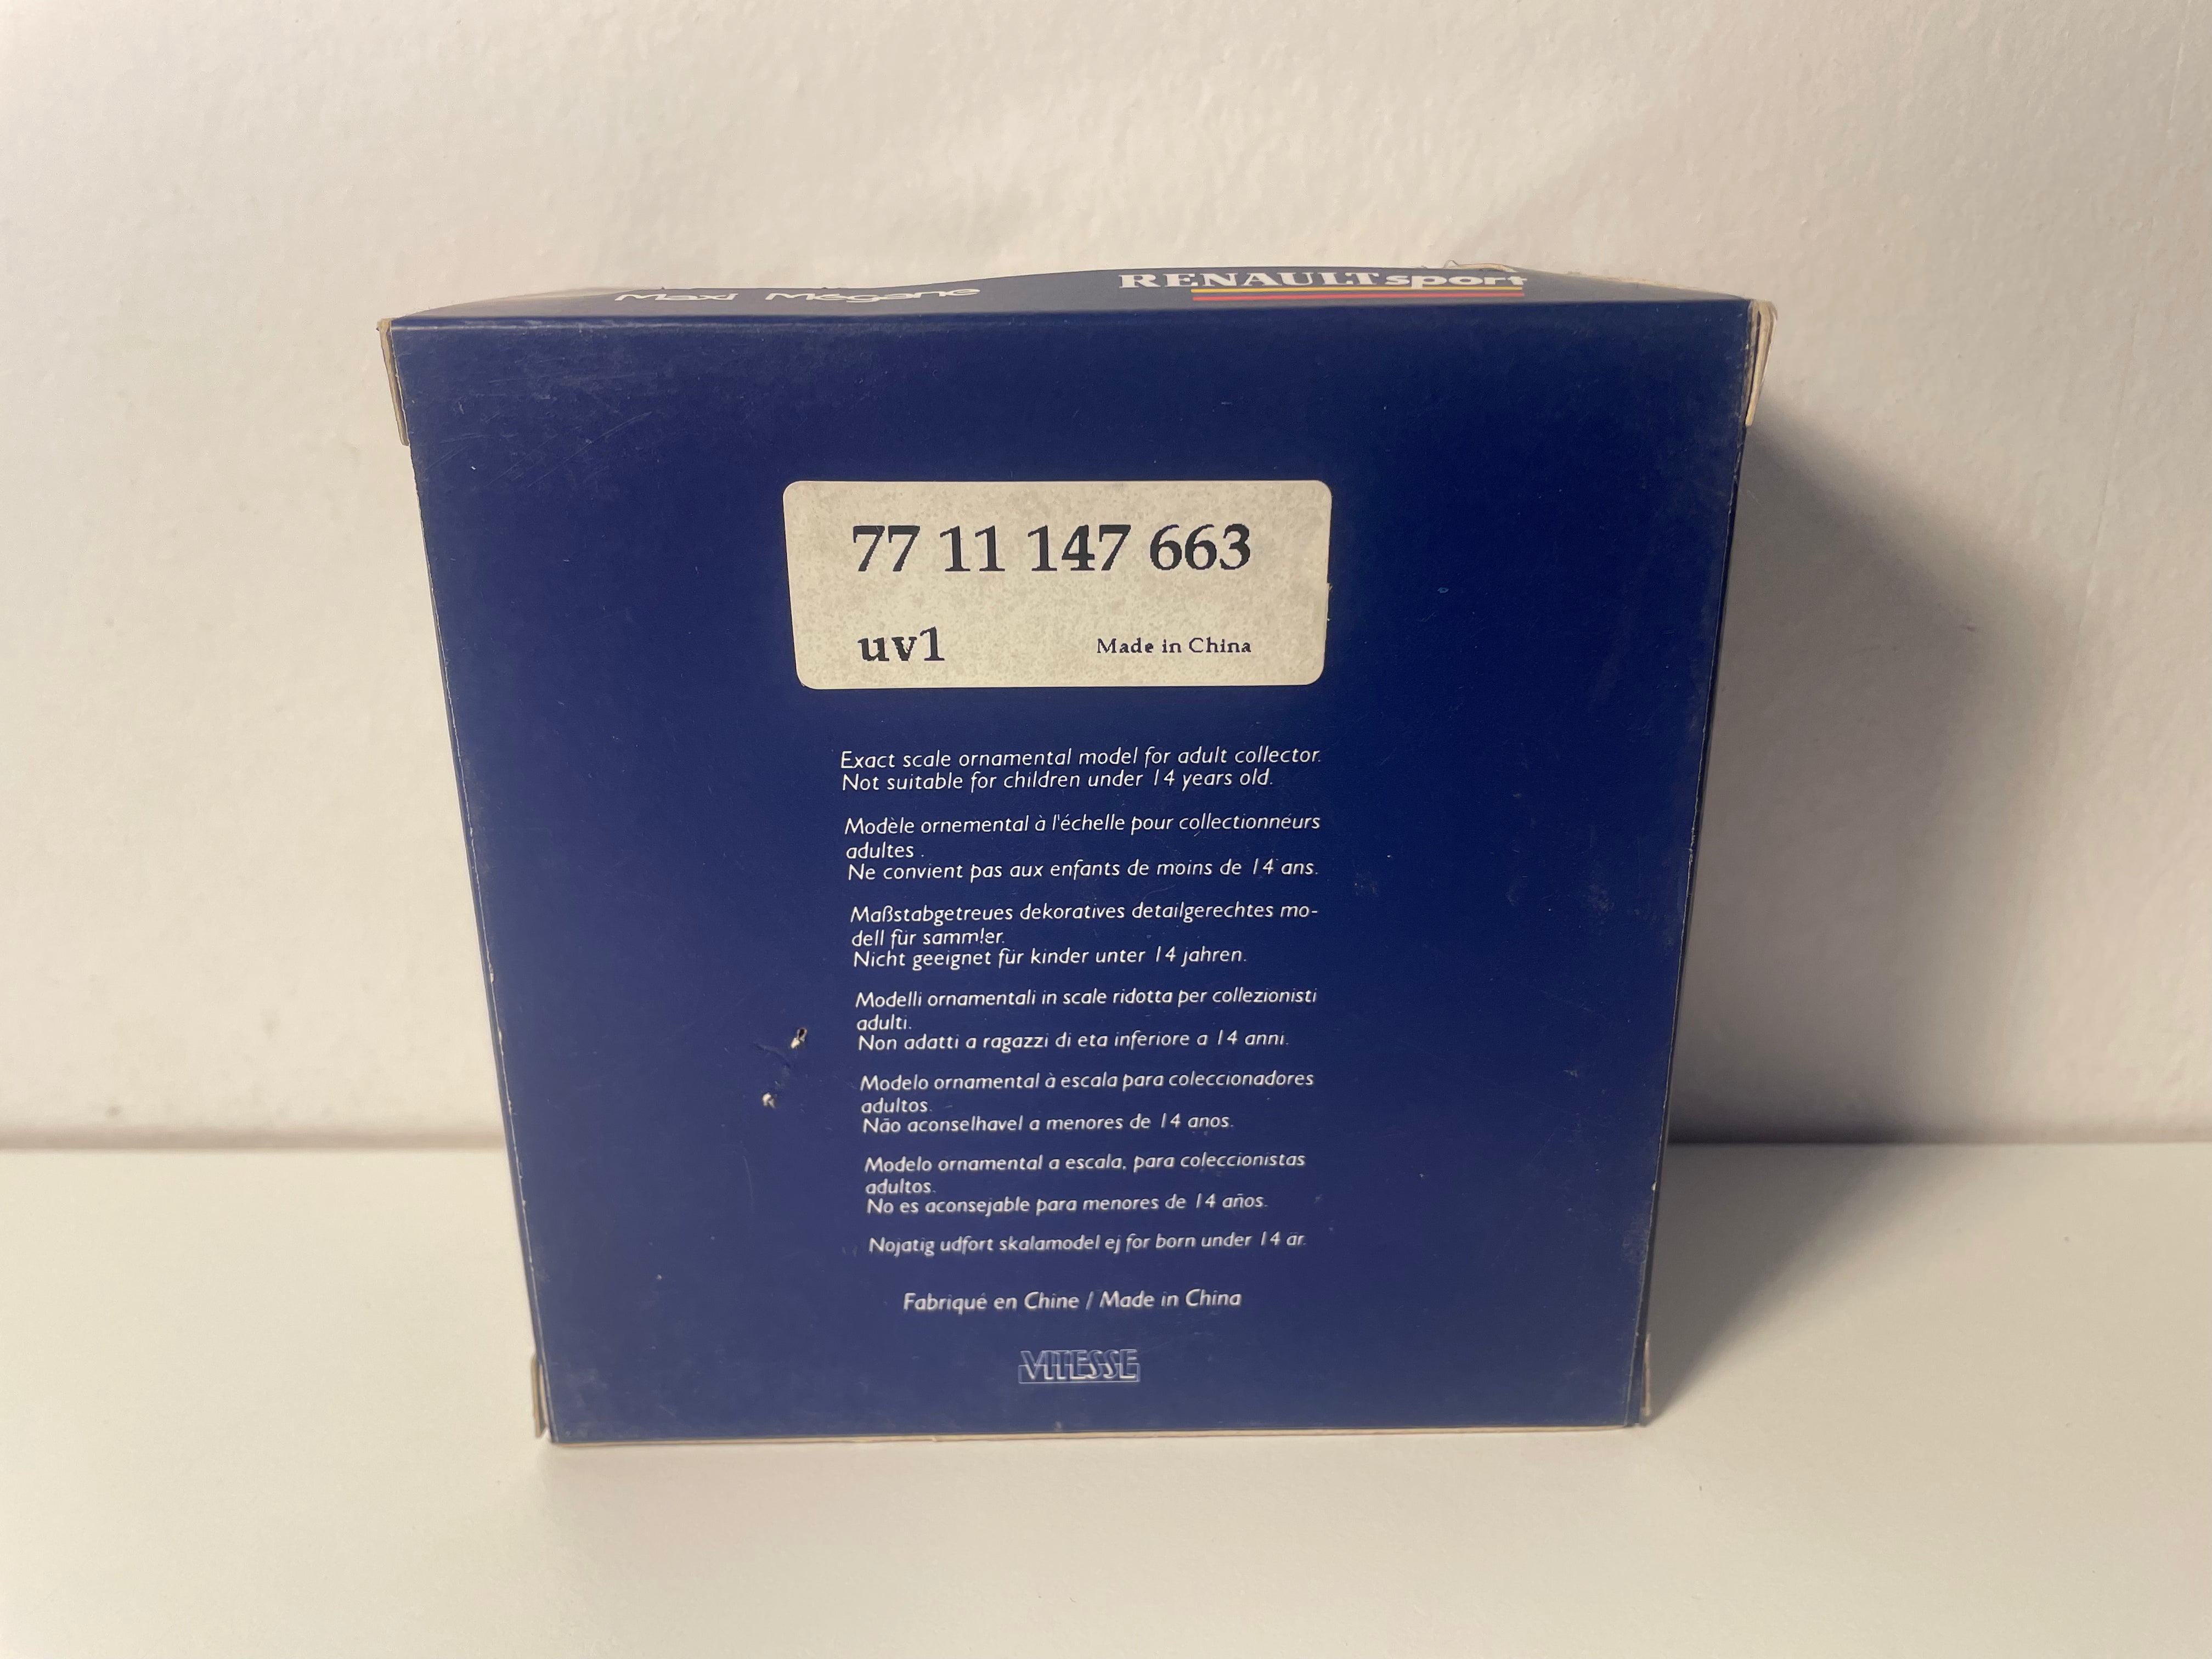 Maxi Mégane
RENAULTsport
77 11 147 663
uv1 Made in China
Exact scale ornamental model for adult collector.
Not suitable for children under 14 years old.
Modèle ornemental à l'échelle pour collectionneurs
adultes .
Ne convient pas aux enfants de moins de 14 ans.
Maßstabgetreues dekoratives detailgerechtes mo-
dell für sammler.
Nicht geeignet für kinder unter 14 jahren.
Modelli ornamentali in scale ridotta per collezionisti
adulti.
Non adatti a ragazzi di eta inferiore a 14 anni.
Modelo ornamental à escala para coleccionadores
adultos.
Não aconselhavel a menores de 14 anos.
Modelo ornamental a escala, para coleccionistas
adultos.
No es aconsejable para menores de 14 años.
Nojatig udfort skalamodel ej for born under 14 är.
Fabriqué en Chine / Made in China
VITESSE